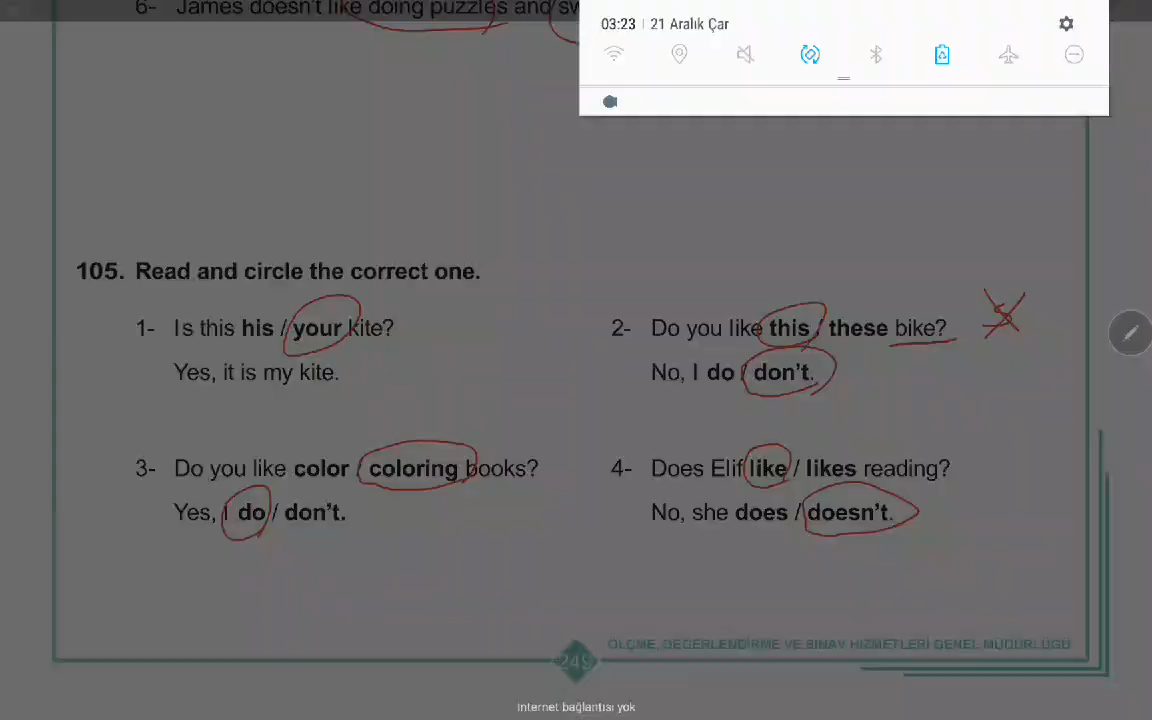 6- James doesn't like doing puzzles and sw
03:23 | 21 Aralık Çar
105. Read and circle the correct one.
1- Is this his / your kite?
Yes, it is my kite.
2- Do you like this / these bike?
No, I do / don't.
3- Do you like color / coloring books?
Yes, I do / don't.
4- Does Elif like / likes reading?
No, she does / doesn't.
ÖLÇME, DEĞERLENDİRME VE SINAV HİZMETLERİ GENEL MÜDÜRLÜĞÜ
249
İnternet bağlantısı yok